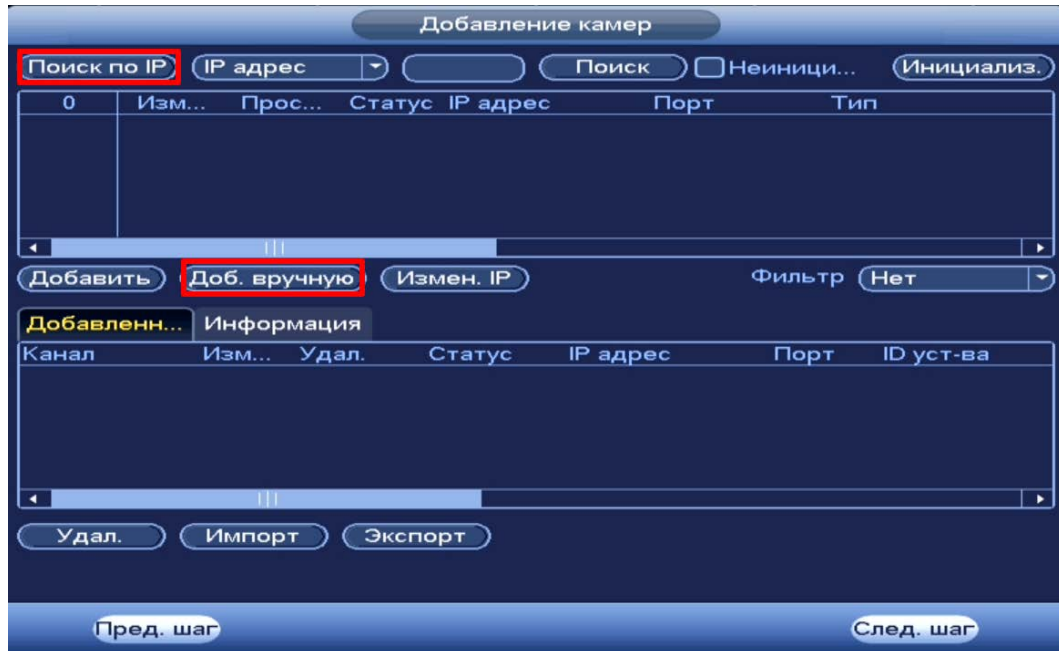 Добавление камер
Поиск по IP IP адрес Поиск Неиници... Инициализ.
0 Изм... Прос... Статус IP адрес Порт Тип
Добавить Доб. вручную Измен. IP Фильтр Нет
Добавленн... Информация
Канал Изм... Удал. Статус IP адрес Порт ID уст-ва
Удал. Импорт Экспорт
Пред. шаг След. шаг